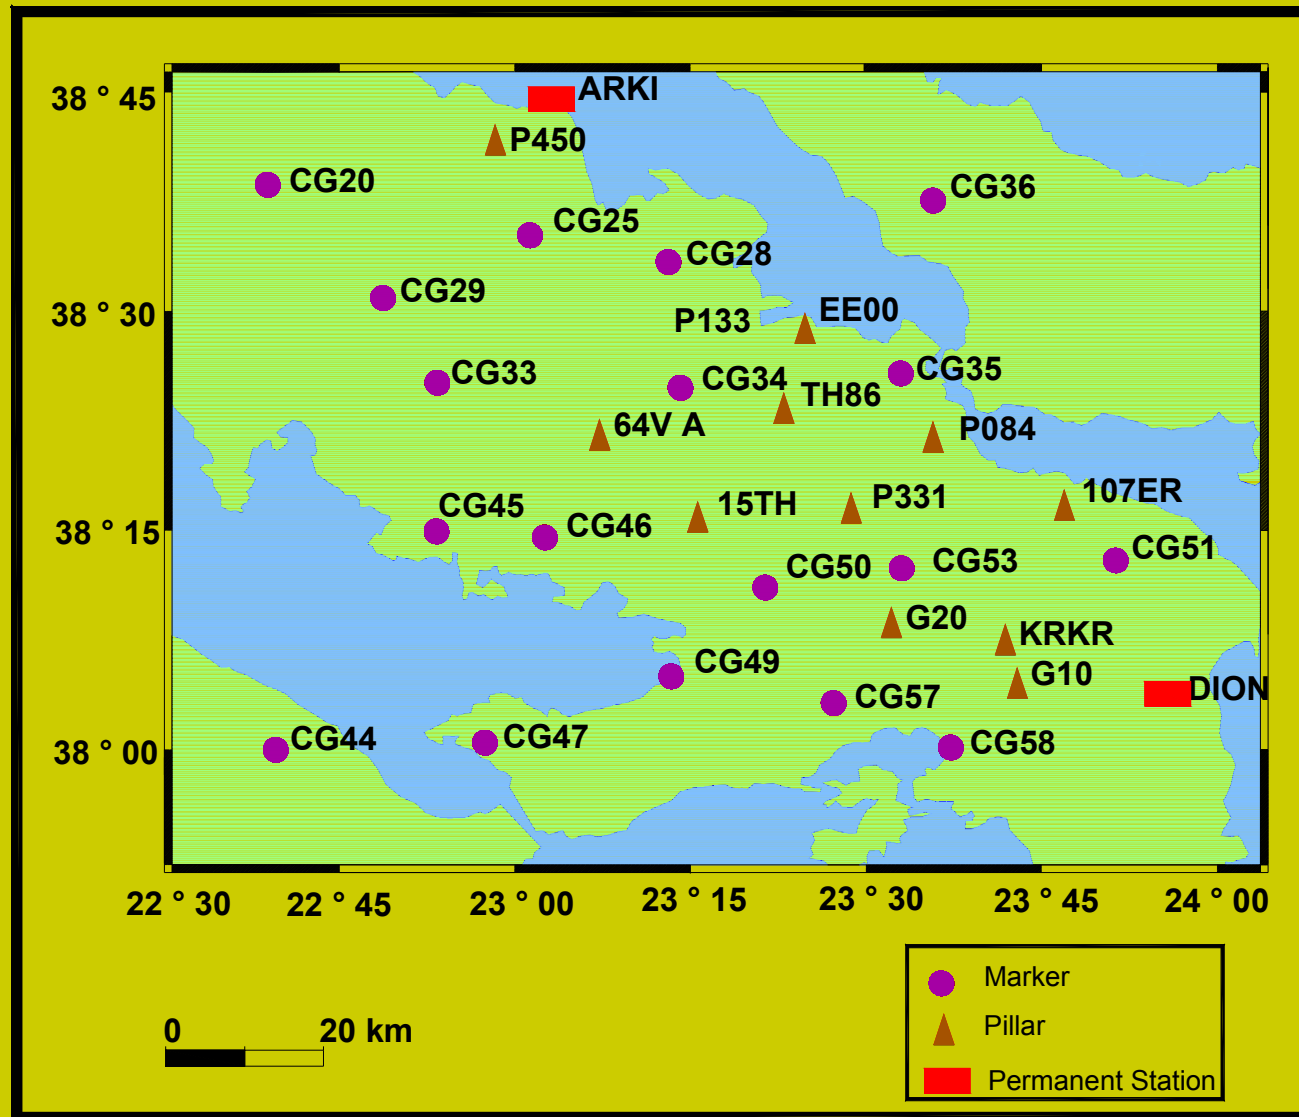 ARKI
38 ° 45
P450
CG20
CG36
CG25
CG28
CG29
EE00
38 ° 30
P133
CG33
CG34
CG35
TH86
64V A
P084
107ER
P331
15TH
CG45
CG46
38 ° 15
CG51
CG53
CG50
G20
KRKR
CG49
G10
DION
CG57
CG47
CG44
CG58
38 ° 00
22 ° 30
22 ° 45
23 ° 00
23 ° 15
23 ° 30
23 ° 45
24 ° 00
Marker
Pillar
Permanent Station
0
20 km